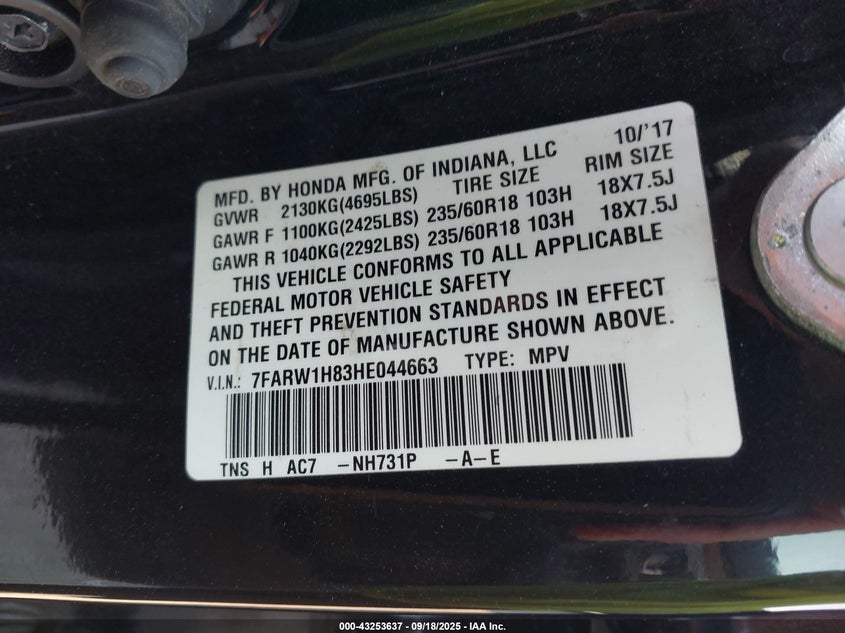 MFD. BY HONDA MFG. OF INDIANA, LLC 10/'17
GVWR 2130KG(4695LBS) TIRE SIZE RIM SIZE
GAWR F 1100KG(2425LBS) 235/60R18 103H 18X7.5J
GAWR R 1040KG(2292LBS) 235/60R18 103H 18X7.5J
THIS VEHICLE CONFORMS TO ALL APPLICABLE
FEDERAL MOTOR VEHICLE SAFETY
AND THEFT PREVENTION STANDARDS IN EFFECT
ON THE DATE OF MANUFACTURE SHOWN ABOVE.
V.I.N.: 7FARW1H83HE044663 TYPE: MPV
TNS H AC7 -NH731P -A-E
000-43253637 - 09/18/2025 - IAA Inc.